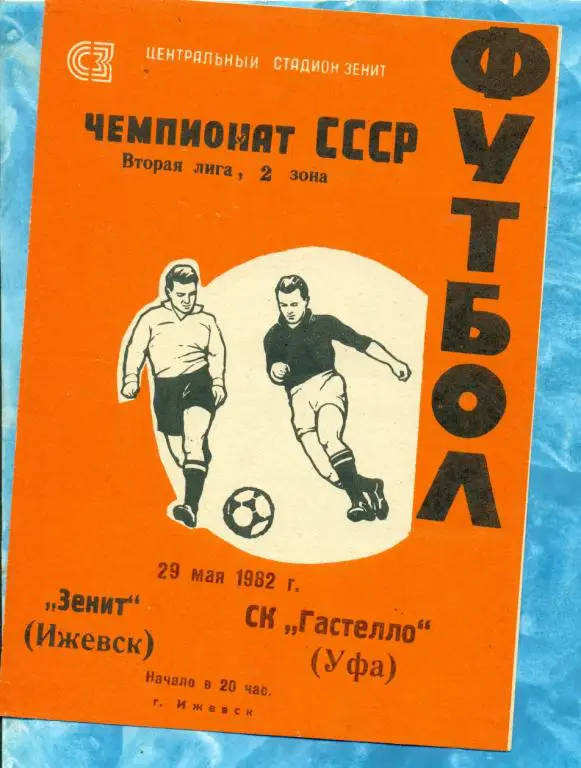 СЗ ЦЕНТРАЛЬНЫЙ СТАДИОН ЗЕНИТ
ЧЕМПИОНАТ СССР
Вторая лига, 2 зона
ФУТБОЛ
29 мая 1982 г.
„Зенит"
(Ижевск)
СК „Гастелло"
(Уфа)
Начало в 20 час.
г. Ижевск